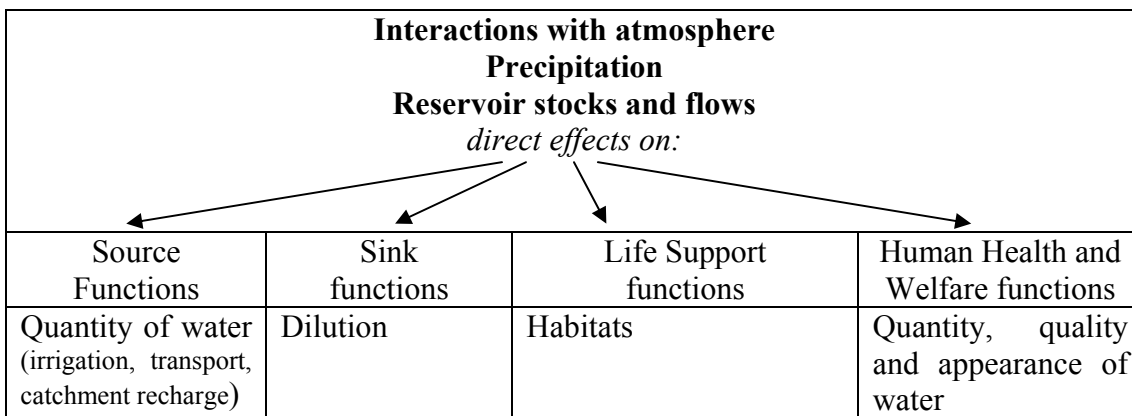 Interactions with atmosphere
Precipitation
Reservoir stocks and flows
direct effects on:
Source
Functions
Sink
functions
Life Support
functions
Human Health and
Welfare functions
Quantity of water
(irrigation, transport,
catchment recharge)
Dilution
Habitats
Quantity, quality
and appearance of
water